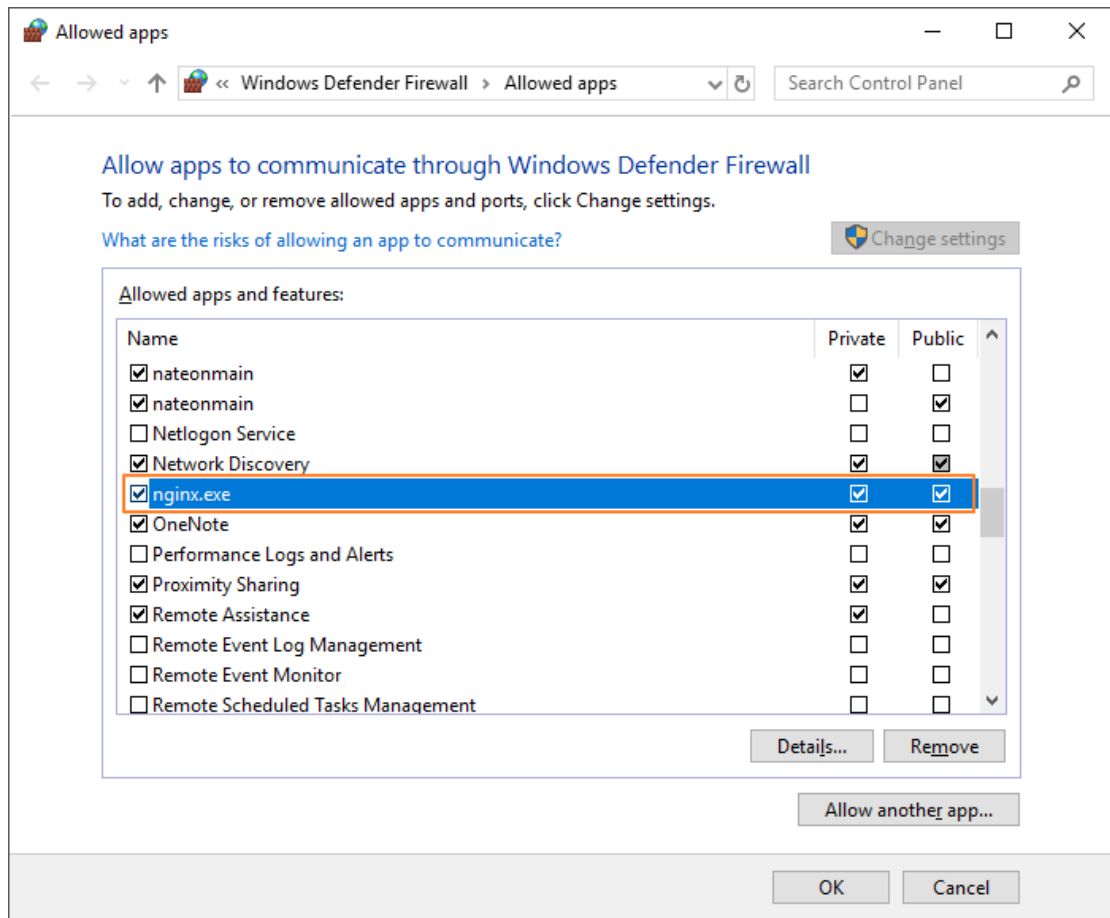 Allowed apps
« Windows Defender Firewall › Allowed apps
Search Control Panel
Allow apps to communicate through Windows Defender Firewall
To add, change, or remove allowed apps and ports, click Change settings.
What are the risks of allowing an app to communicate?
Change settings
Allowed apps and features:
Name Private Public
nateonmain
nateonmain
Netlogon Service
Network Discovery
nginx.exe
OneNote
Performance Logs and Alerts
Proximity Sharing
Remote Assistance
Remote Event Log Management
Remote Event Monitor
Remote Scheduled Tasks Management
Details... Remove
Allow another app...
OK Cancel